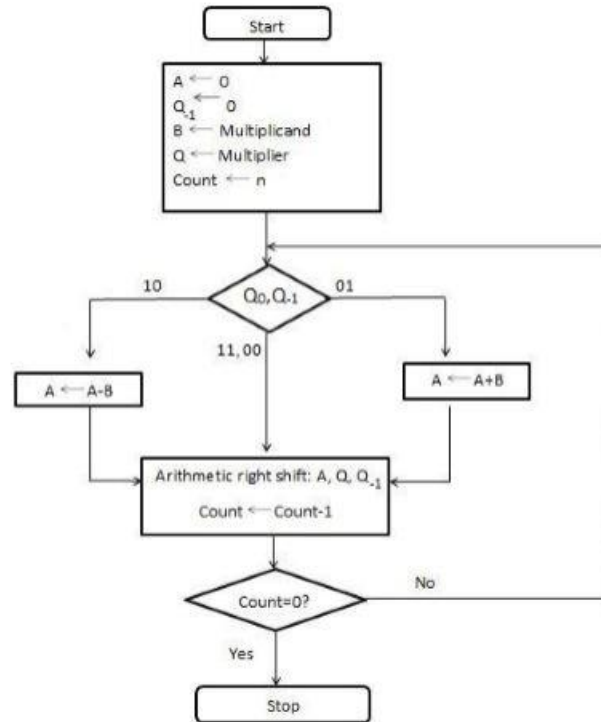 Start
A ← 0
Q₋₁ ← 0
B ← Multiplicand
Q ← Multiplier
Count ← n
10
Q₀,Q₋₁
01
11,00
A ← A-B
A ← A+B
Arithmetic right shift: A, Q, Q₋₁
Count ← Count-1
Count=0?
No
Yes
Stop